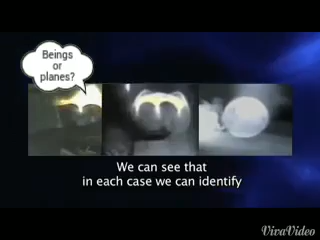 Beings
or
planes?
We can see that
in each case we can identify
VivaVideo